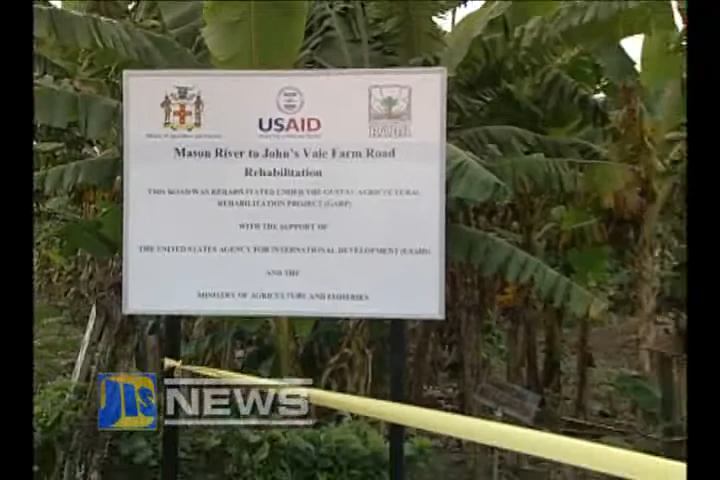 USAID
RADA
Mason River to John's Vale Farm Road
Rehabilitation
THIS ROAD WAS REHABILITATED UNDER THE GUSTAV AGRICULTURAL
REHABILITATION PROJECT (GARP)
WITH THE SUPPORT OF
THE UNITED STATES AGENCY FOR INTERNATIONAL DEVELOPMENT (USAID)
AND THE
MINISTRY OF AGRICULTURE AND FISHERIES
JIS NEWS